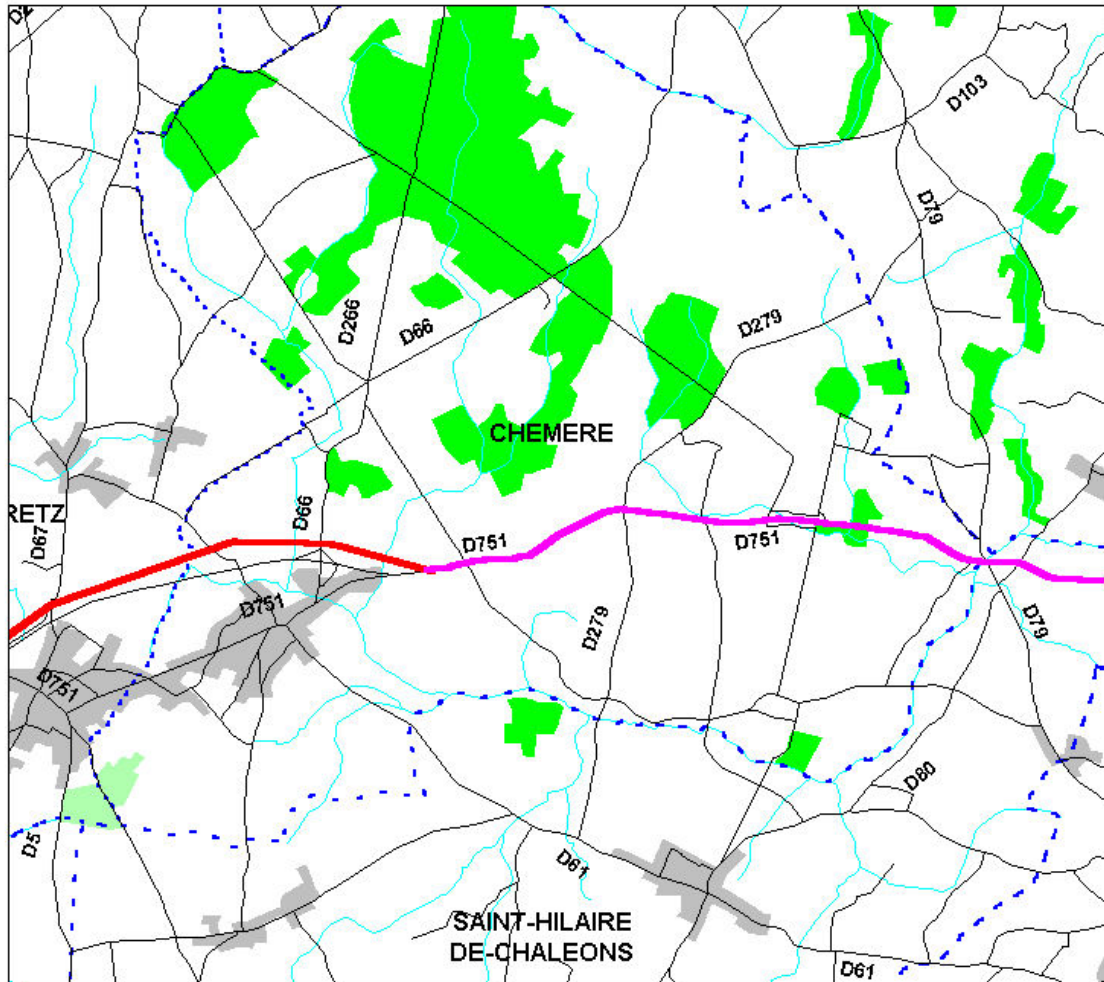 D2
D103
D79
D266
D66
D279
CHEMERE
RETZ
D67
D66
D751
D751
D751
D279
D79
D751
D80
D5
D61
SAINT-HILAIRE
DE-CHALEONS
D61